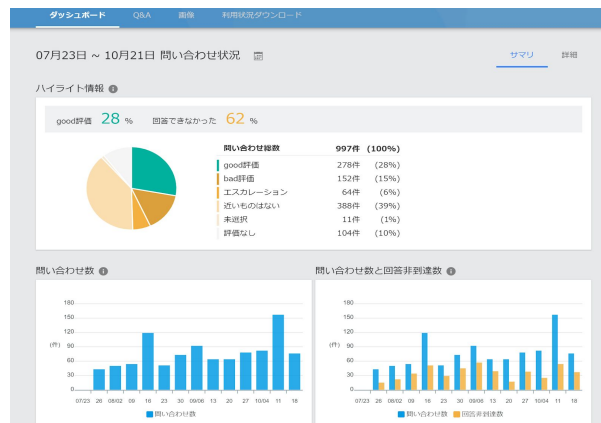 ダッシュボード Q&A 画像 利用状況ダウンロード
07月23日 ~ 10月21日 問い合わせ状況
サマリ 詳細
ハイライト情報
good評価 28 % 回答できなかった 62 %
問い合わせ総数 997件 (100%)
good評価 278件 (28%)
bad評価 152件 (15%)
エスカレーション 64件 (6%)
近いものはない 388件 (39%)
未選択 11件 (1%)
評価なし 104件 (10%)
問い合わせ数
180
150
120
(件) 90
60
30
0
07/23 26 08/02 09 16 23 30 09/06 13 20 27 10/04 11 18
問い合わせ数
問い合わせ数と回答非到達数
180
150
120
(件) 90
60
30
0
07/23 26 08/02 09 16 23 30 09/06 13 20 27 10/04 11 18
問い合わせ数 回答非到達数